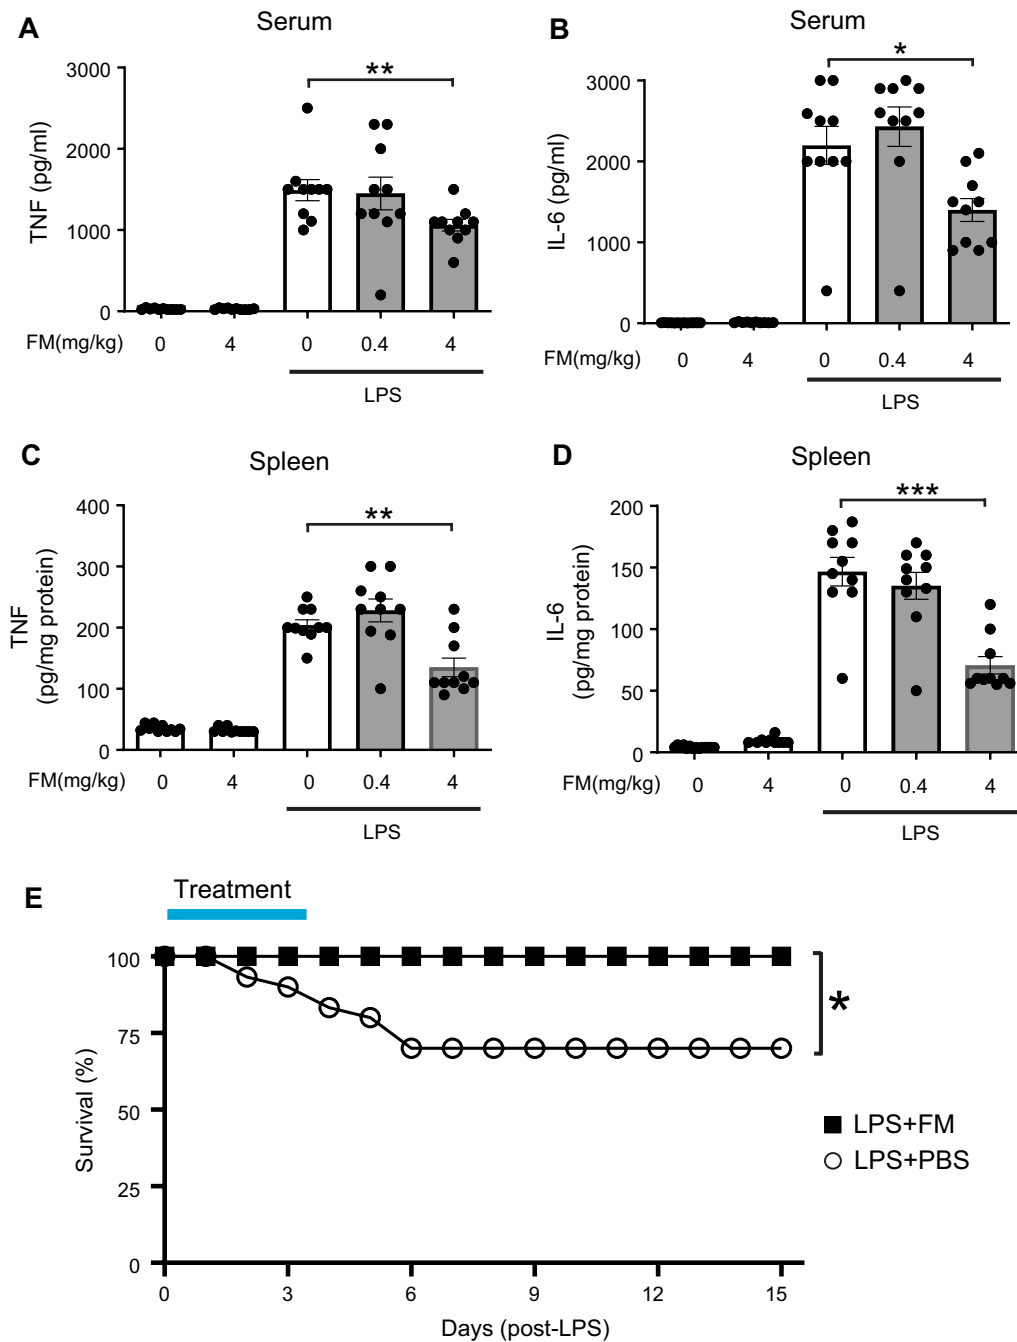 A
Serum
TNF (pg/ml)
3000
2000
1000
0
**
FM(mg/kg)
0 4 0 0.4 4
LPS
B
Serum
IL-6 (pg/ml)
3000
2000
1000
0
*
FM(mg/kg)
0 4 0 0.4 4
LPS
C
Spleen
TNF
(pg/mg protein)
400
300
200
100
0
**
FM(mg/kg)
0 4 0 0.4 4
LPS
D
Spleen
IL-6
(pg/mg protein)
200
150
100
50
0
***
FM(mg/kg)
0 4 0 0.4 4
LPS
E
Treatment
Survival (%)
100
75
50
25
0
*
LPS+FM
LPS+PBS
0 3 6 9 12 15
Days (post-LPS)